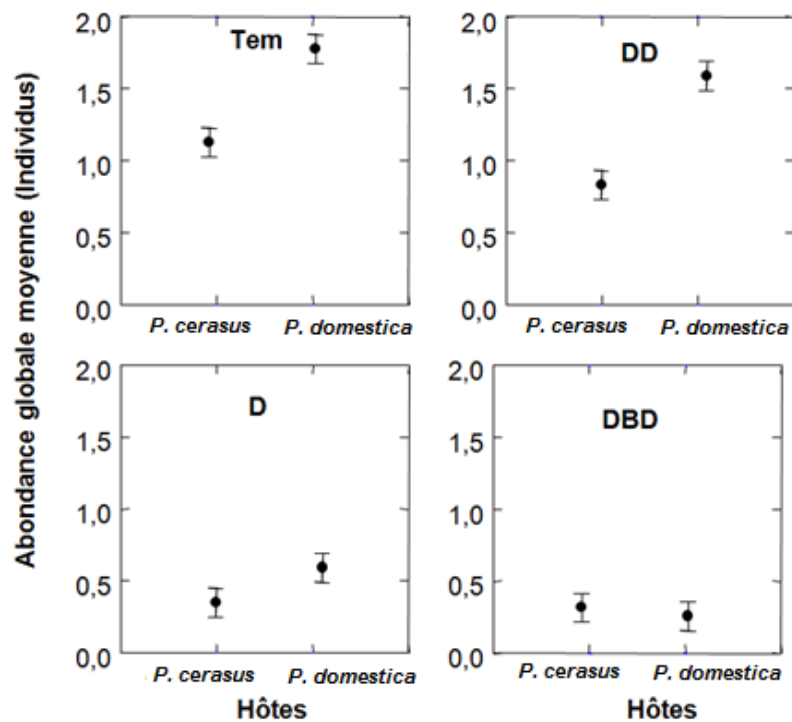 Abondance globale moyenne (Individus)
Tem
2,0
1,5
1,0
0,5
0,0
P. cerasus P. domestica
DD
2,0
1,5
1,0
0,5
0,0
P. cerasus P. domestica
D
2,0
1,5
1,0
0,5
0,0
P. cerasus P. domestica
Hôtes
DBD
2,0
1,5
1,0
0,5
0,0
P. cerasus P. domestica
Hôtes